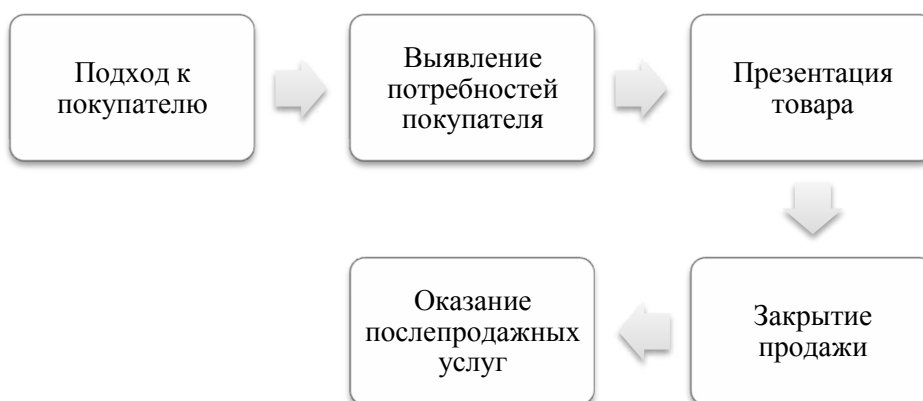 Подход к
покупателю
Выявление
потребностей
покупателя
Презентация
товара
Закрытие
продажи
Оказание
послепродажных
услуг